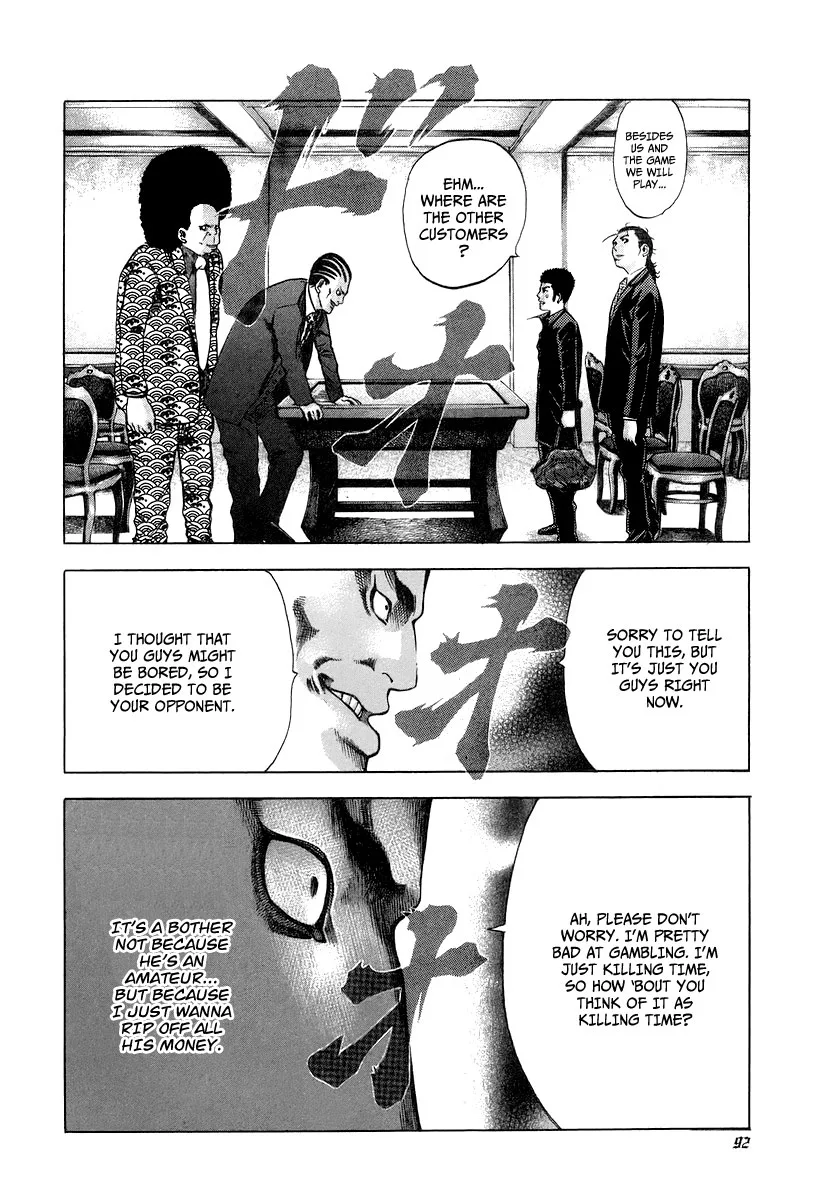 BESIDES
US AND
THE GAME
WE WILL
PLAY...
EHM...
WHERE ARE
THE OTHER
CUSTOMERS
?
ド
オ
SORRY TO TELL
YOU THIS, BUT
IT'S JUST YOU
GUYS RIGHT
NOW.
オ
I THOUGHT THAT
YOU GUYS MIGHT
BE BORED, SO I
DECIDED TO BE
YOUR OPPONENT.
AH, PLEASE DON'T
WORRY. I'M PRETTY
BAD AT GAMBLING. I'M
JUST KILLING TIME,
SO HOW 'BOUT YOU
THINK OF IT AS
KILLING TIME?
オ
IT'S A BOTHER
NOT BECAUSE
HE'S AN
AMATEUR...
BUT BECAUSE
I JUST WANNA
RIP OFF ALL
HIS MONEY.
92